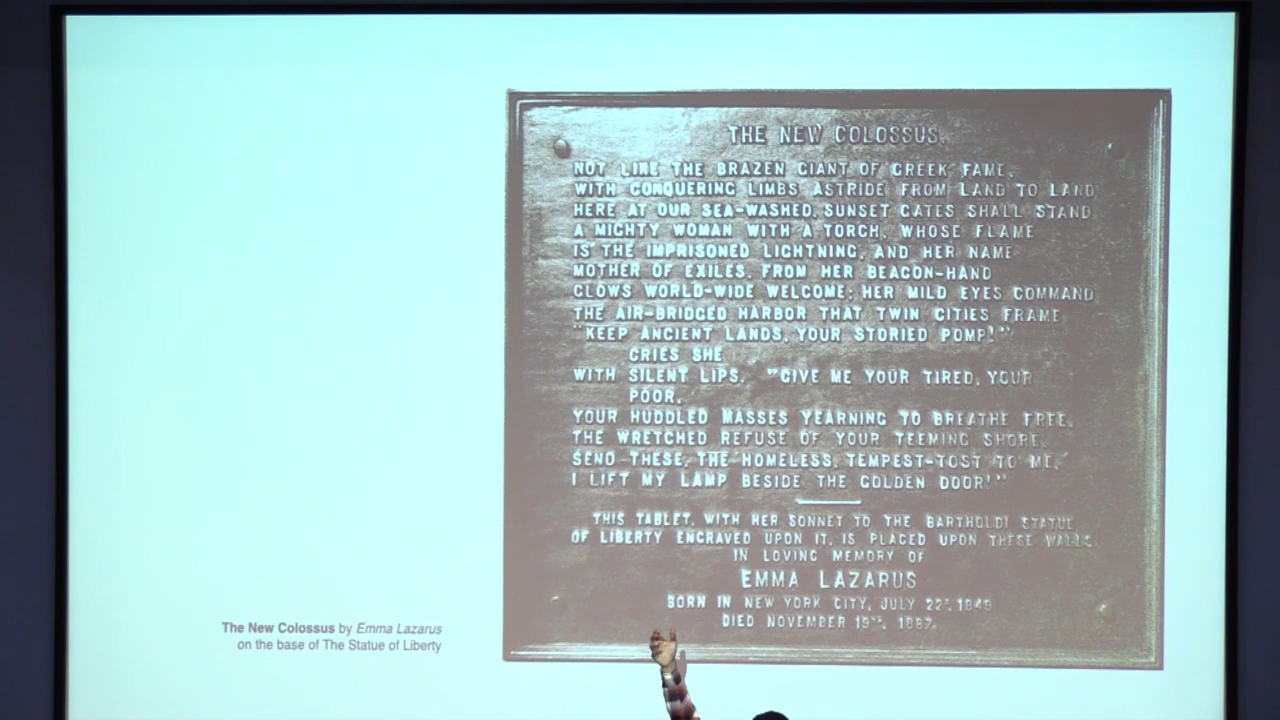 THE NEW COLOSSUS.
NOT LIKE THE BRAZEN GIANT OF GREEK FAME,
WITH CONQUERING LIMBS ASTRIDE FROM LAND TO LAND
HERE AT OUR SEA-WASHED, SUNSET GATES SHALL STAND
A MIGHTY WOMAN WITH A TORCH, WHOSE FLAME
IS THE IMPRISONED LIGHTNING, AND HER NAME
MOTHER OF EXILES. FROM HER BEACON-HAND
GLOWS WORLD-WIDE WELCOME; HER MILD EYES COMMAND
THE AIR-BRIDGED HARBOR THAT TWIN CITIES FRAME
"KEEP ANCIENT LANDS, YOUR STORIED POMP!"
CRIES SHE
WITH SILENT LIPS. "GIVE ME YOUR TIRED, YOUR
POOR,
YOUR HUDDLED MASSES YEARNING TO BREATHE FREE,
THE WRETCHED REFUSE OF YOUR TEEMING SHORE.
SEND THESE, THE HOMELESS, TEMPEST-TOST TO ME,
I LIFT MY LAMP BESIDE THE GOLDEN DOOR!"
THIS TABLET, WITH HER SONNET TO THE BARTHOLDI STATUE
OF LIBERTY ENGRAVED UPON IT, IS PLACED UPON THESE WALLS
IN LOVING MEMORY OF
EMMA LAZARUS
BORN IN NEW YORK CITY, JULY 22ᴰ, 1849
DIED NOVEMBER 19ᵀᴴ, 1887.
The New Colossus by Emma Lazarus
on the base of The Statue of Liberty